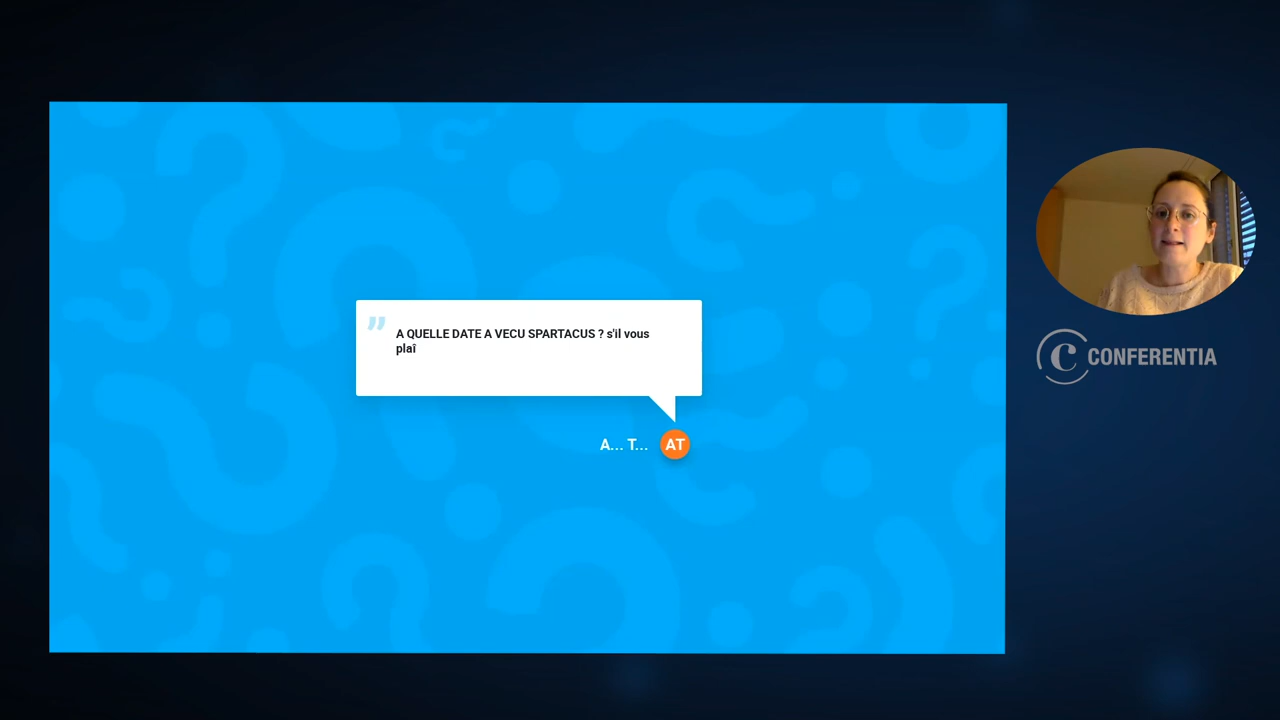 ”
A QUELLE DATE A VECU SPARTACUS ? s'il vous
plaî
A... T... AT
C CONFERENTIA